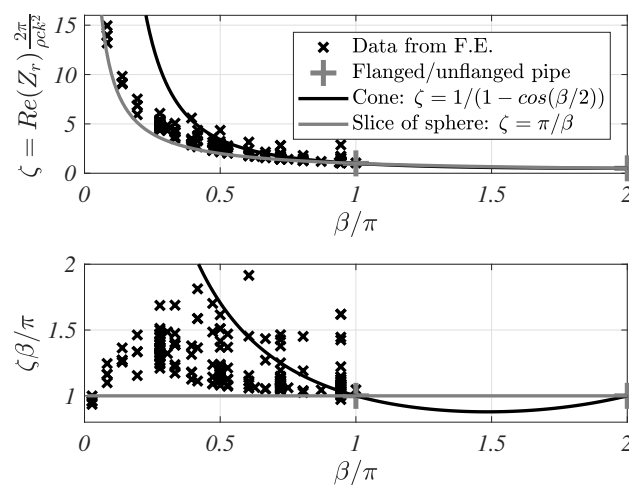 ζ = Re(Z_r) 2π/ρck²
15
10
5
0
× Data from F.E.
Flanged/unflanged pipe
Cone: ζ = 1/(1 − cos(β/2))
Slice of sphere: ζ = π/β
0 0.5 1 1.5 2
β/π
ζβ/π
2
1.5
1
0 0.5 1 1.5 2
β/π